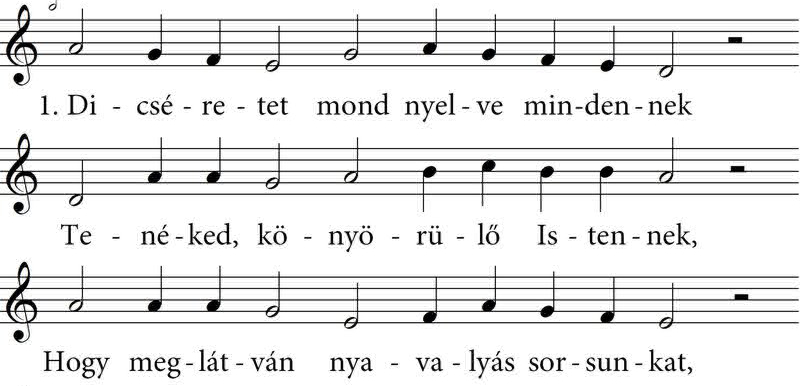 1. Di - csé - re - tet mond nyel - ve min - den - nek
Te - né - ked, kö - nyö - rü - lő Is - ten - nek,
Hogy meg - lát - ván nya - va - lyás sor - sun - kat,